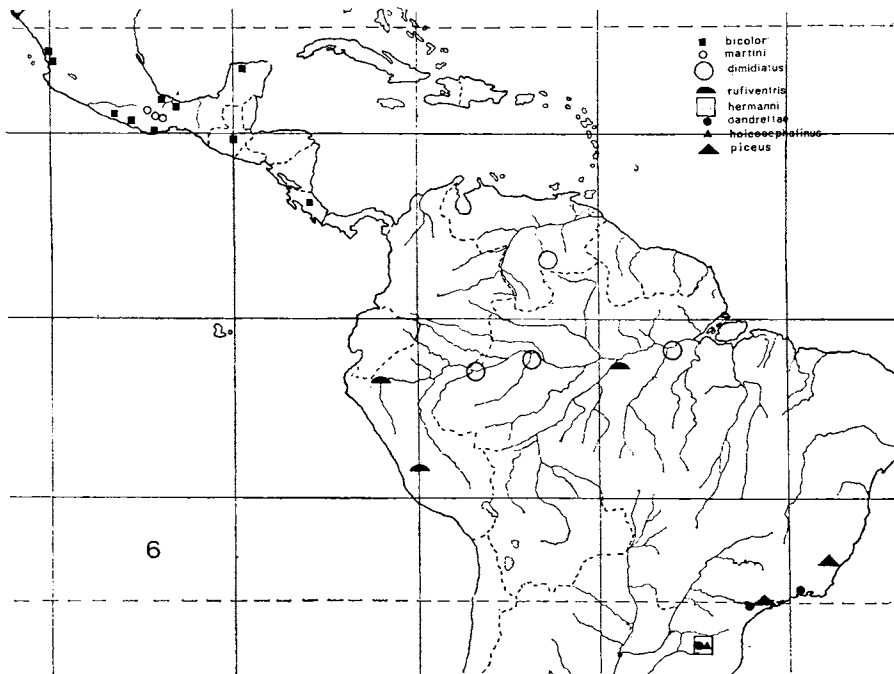 bicolor
martini
dimidiatus
rufiventris
hermanni
dandrettae
holcocephalinus
piceus
6